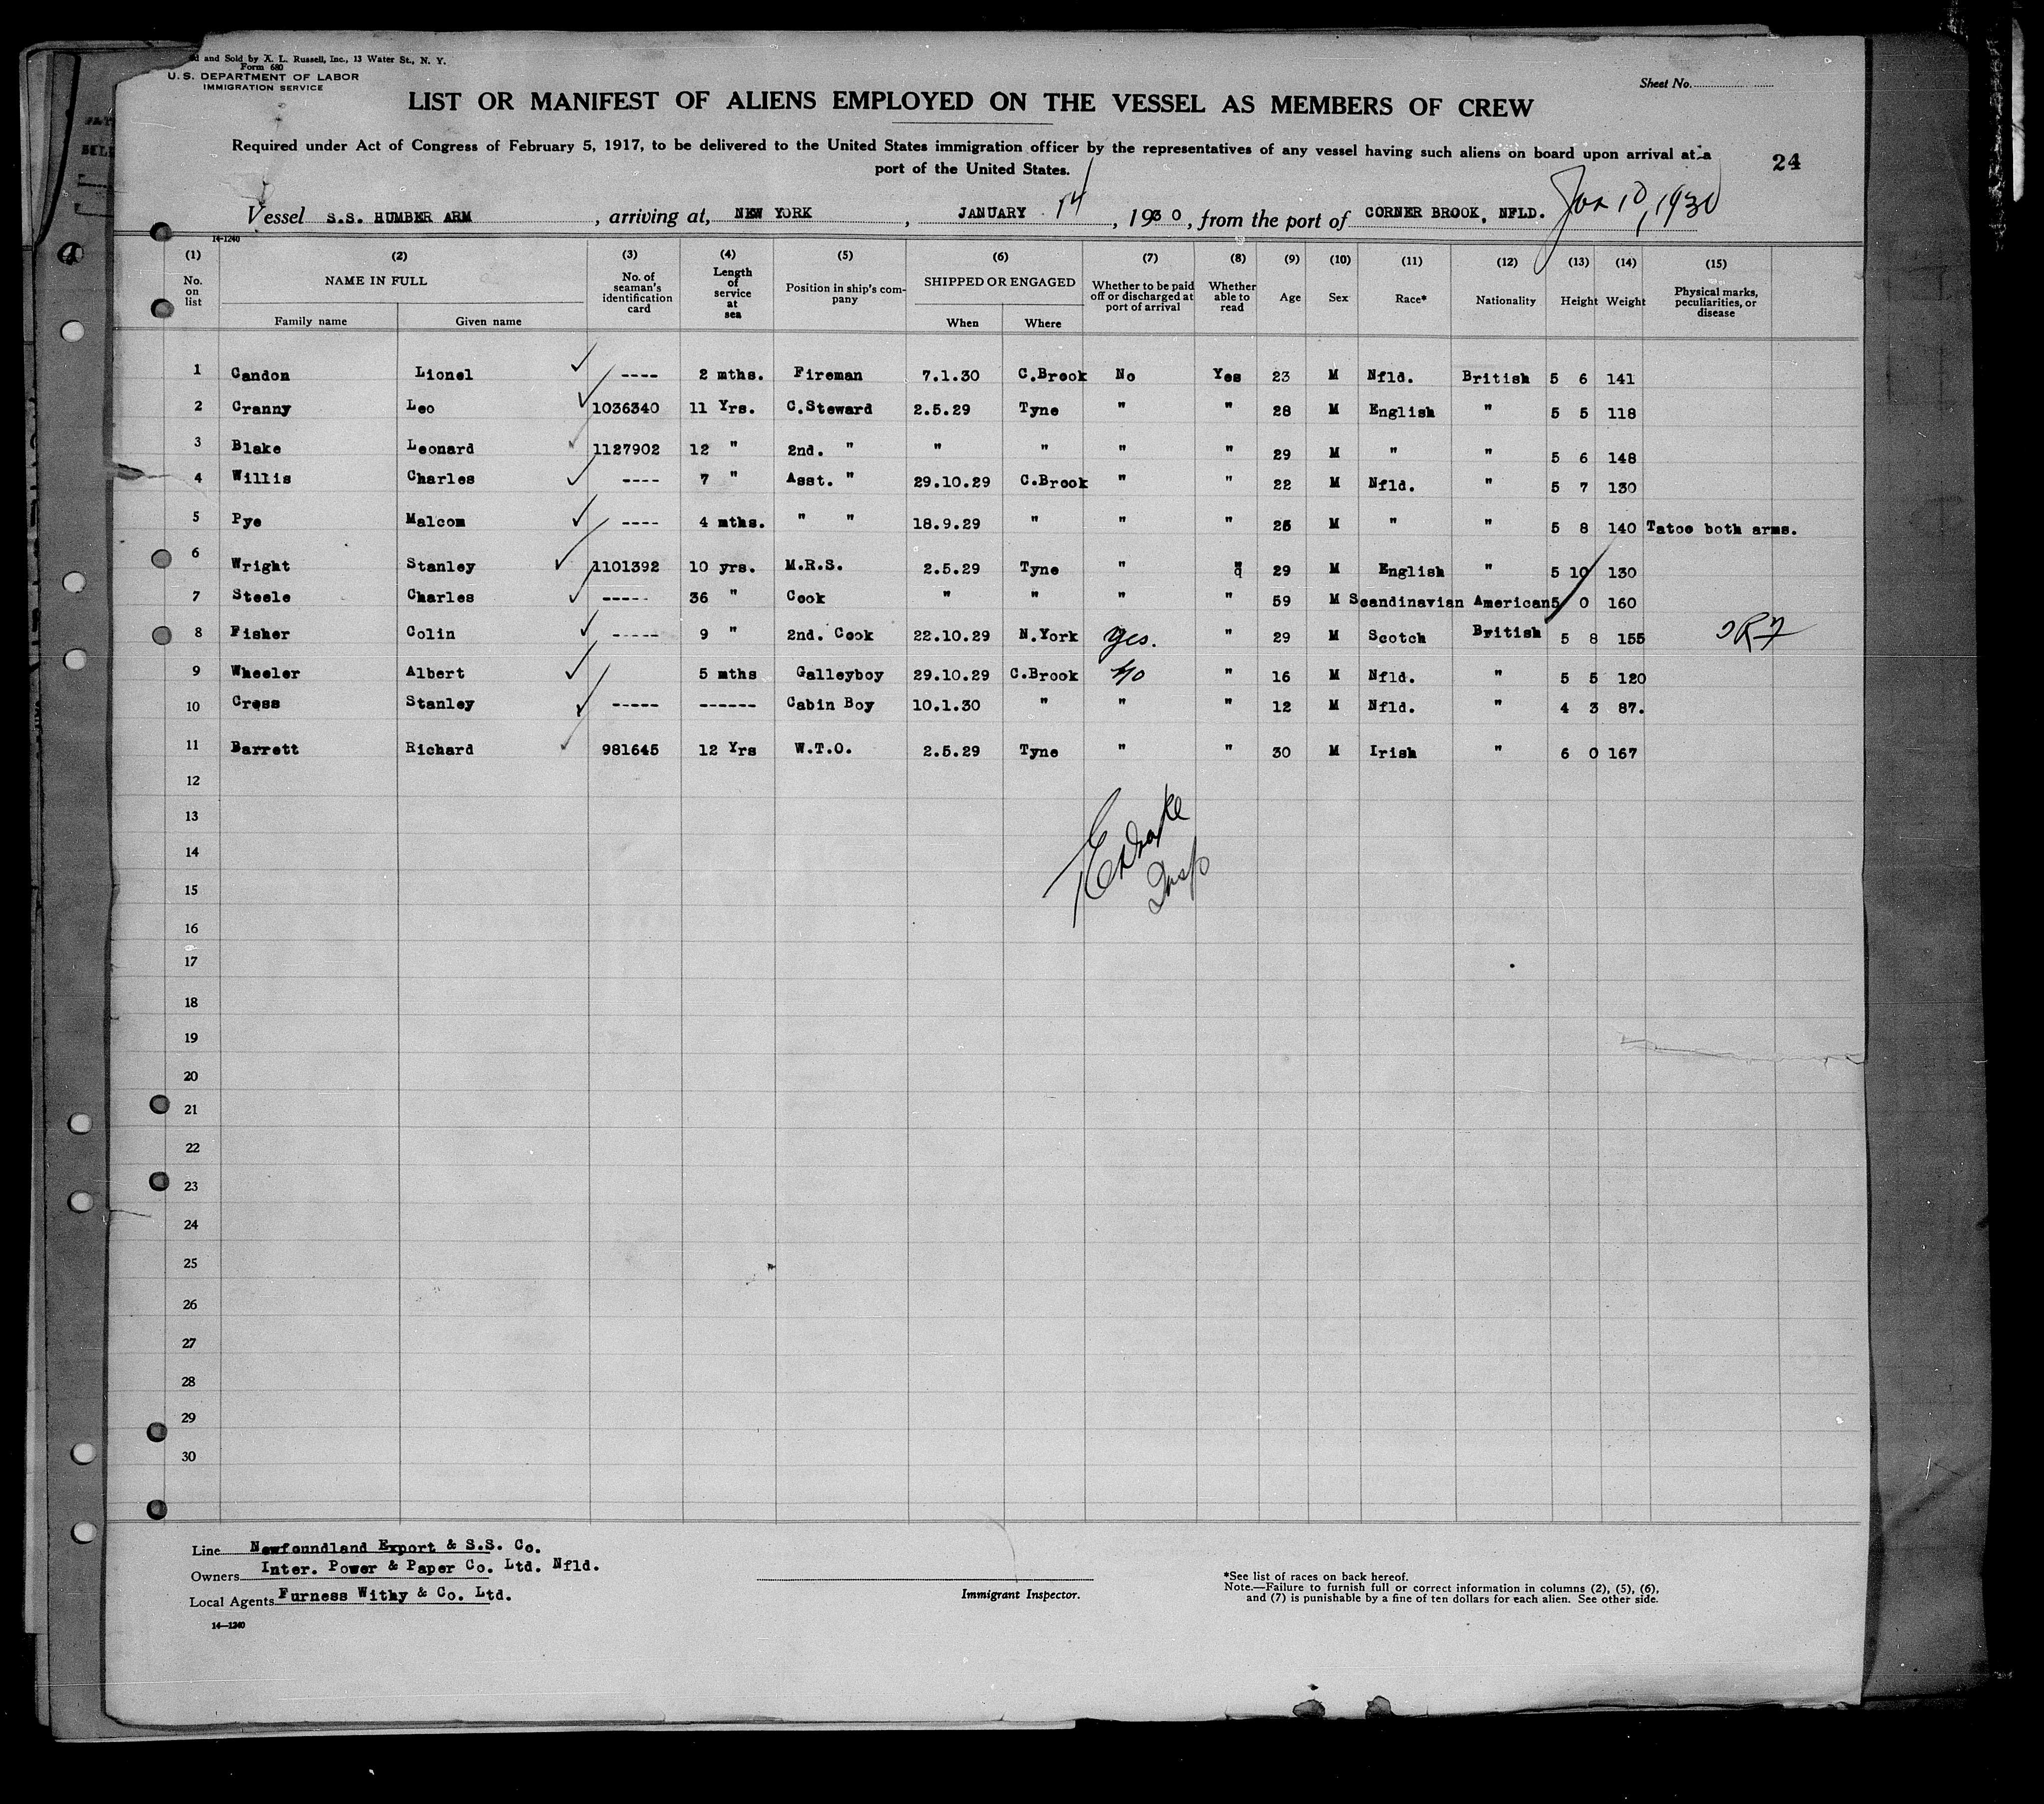 and Sold by X. L. Russell, Inc., 13 Water St., N. Y.
Form 680
U. S. DEPARTMENT OF LABOR
IMMIGRATION SERVICE
Sheet No.
LIST OR MANIFEST OF ALIENS EMPLOYED ON THE VESSEL AS MEMBERS OF CREW
Required under Act of Congress of February 5, 1917, to be delivered to the United States immigration officer by the representatives of any vessel having such aliens on board upon arrival at a
port of the United States.
24
Vessel S.S. HUMBER ARM, arriving at, NEW YORK, JANUARY 14, 1930, from the port of CORNER BROOK, NFLD. Jan 10, 1930
14-1240
(1) (2) (3) (4) (5) (6) (7) (8) (9) (10) (11) (12) (13) (14) (15)
No. on list NAME IN FULL No. of seaman's identification card Length of service at sea Position in ship's company SHIPPED OR ENGAGED Whether to be paid off or discharged at port of arrival Whether able to read Age Sex Race* Nationality Height Weight Physical marks, peculiarities, or disease
Family name Given name When Where
1 Candon Lionel ---- 2 mths. Fireman 7.1.30 C.Brook No Yes 23 M Nfld. British 5 6 141
2 Cranny Leo 1036340 11 Yrs. C.Steward 2.5.29 Tyne " " 28 M English " 5 5 118
3 Blake Leonard 1127902 12 " 2nd. " " " " " 29 M " " 5 6 148
4 Willis Charles ---- 7 " Asst. " 29.10.29 C.Brook " " 22 M Nfld. " 5 7 130
5 Pye Malcom ---- 4 mths. " " 18.9.29 " " " 25 M " " 5 8 140 Tatoo both arms.
6 Wright Stanley 1101392 10 yrs. M.R.S. 2.5.29 Tyne " " 29 M English " 5 10 130
7 Steele Charles ----- 36 " Cook " " " " 59 M Scandinavian American 5 0 160
8 Fisher Colin ----- 9 " 2nd. Cook 22.10.29 N.York yes. " 29 M Scotch British 5 8 155
9 Wheeler Albert 5 mths Galleyboy 29.10.29 C.Brook No " 16 M Nfld. " 5 5 120
10 Cross Stanley ----- ------ Cabin Boy 10.1.30 " " " 12 M Nfld. " 4 3 87.
11 Barrett Richard 981645 12 Yrs W.T.O. 2.5.29 Tyne " " 30 M Irish " 6 0 167
12
13
14
15
16
17
18
19
20
21
22
23
24
25
26
27
28
29
30
Drake
Insp
Line Newfoundland Export & S.S. Co.
Owners Inter. Power & Paper Co. Ltd. Nfld.
Local Agents Furness Withy & Co. Ltd.
14-1240
Immigrant Inspector.
*See list of races on back hereof.
Note.—Failure to furnish full or correct information in columns (2), (5), (6),
and (7) is punishable by a fine of ten dollars for each alien. See other side.